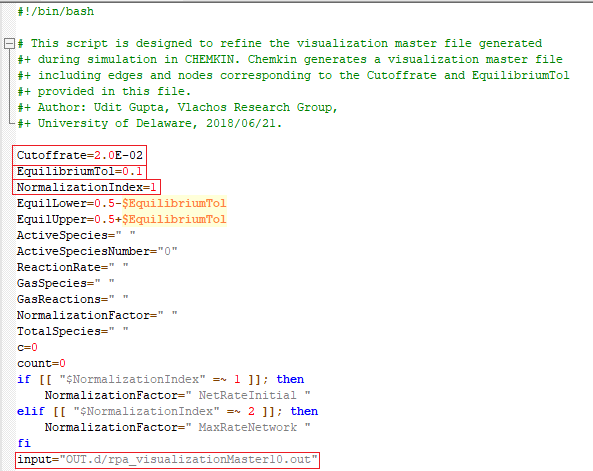 #!/bin/bash
# This script is designed to refine the visualization master file generated
#+ during simulation in CHEMKIN. Chemkin generates a visualization master file
#+ including edges and nodes corresponding to the Cutoffrate and EquilibriumTol
#+ provided in this file.
#+ Author: Udit Gupta, Vlachos Research Group,
#+ University of Delaware, 2018/06/21.
Cutoffrate=2.0E-02
EquilibriumTol=0.1
NormalizationIndex=1
EquilLower=0.5-$EquilibriumTol
EquilUpper=0.5+$EquilibriumTol
ActiveSpecies=" "
ActiveSpeciesNumber="0"
ReactionRate=" "
GasSpecies=" "
GasReactions=" "
NormalizationFactor=" "
TotalSpecies=" "
c=0
count=0
if [[ "$NormalizationIndex" =~ 1 ]]; then
    NormalizationFactor=" NetRateInitial "
elif [[ "$NormalizationIndex" =~ 2 ]]; then
    NormalizationFactor=" MaxRateNetwork "
fi
input="OUT.d/rpa_visualizationMaster10.out"